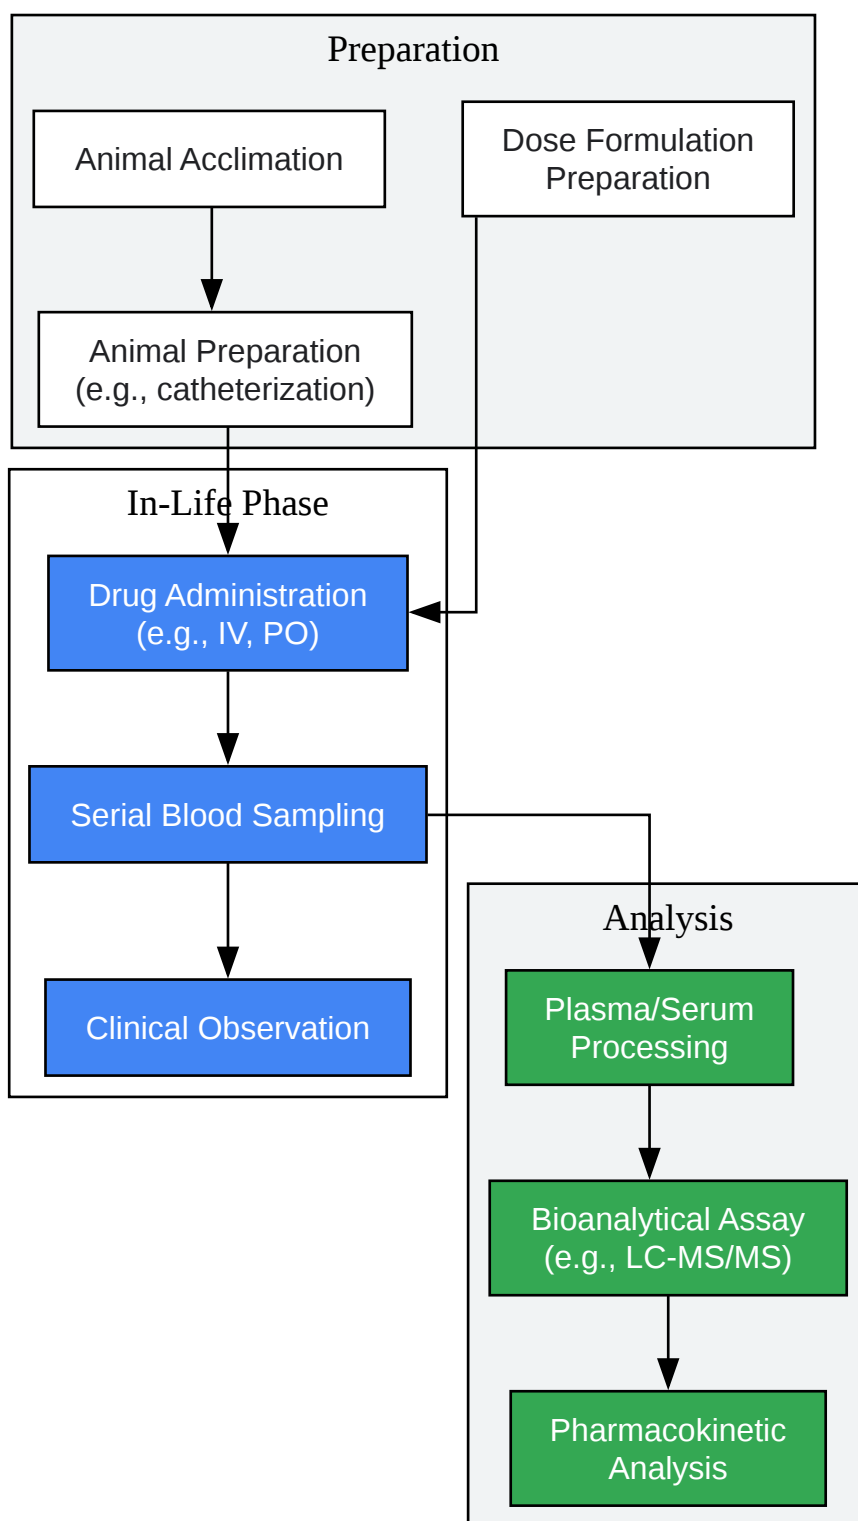 Preparation
Animal Acclimation
Dose Formulation
Preparation
Animal Preparation
(e.g., catheterization)
In-Life Phase
Drug Administration
(e.g., IV, PO)
Serial Blood Sampling
Clinical Observation
Analysis
Plasma/Serum
Processing
Bioanalytical Assay
(e.g., LC-MS/MS)
Pharmacokinetic
Analysis